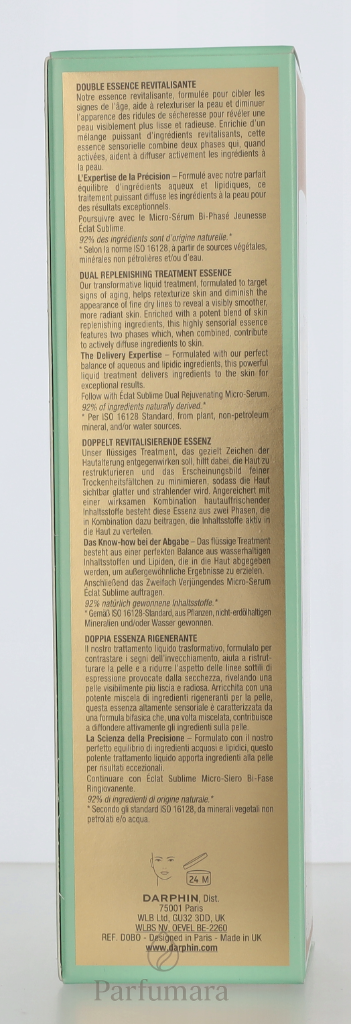 DOUBLE ESSENCE REVITALISANTE
Notre essence revitalisante, formulée pour cibler les
signes de l'âge, aide à retexturiser la peau et diminuer
l'apparence des ridules de sécheresse pour révéler une
peau visiblement plus lisse et radieuse. Enrichie d'un
mélange puissant d'ingrédients revitalisants, cette
essence sensorielle combine deux phases qui, quand
activées, aident à diffuser activement les ingrédients à
la peau.
L'Expertise de la Précision – Formulé avec notre parfait
équilibre d'ingrédients aqueux et lipidiques, ce
traitement puissant diffuse les ingrédients à la peau pour
des résultats exceptionnels.
Poursuivre avec le Micro-Sérum Bi-Phasé Jeunesse
Éclat Sublime.
92% des ingrédients sont d'origine naturelle.*
* Selon la norme ISO 16128, à partir de sources végétales,
minérales non pétrolières et/ou d'eau.
DUAL REPLENISHING TREATMENT ESSENCE
Our transformative liquid treatment, formulated to target
signs of aging, helps retexturize skin and diminish the
appearance of fine dry lines to reveal a visibly smoother,
more radiant skin. Enriched with a potent blend of skin
replenishing ingredients, this highly sensorial essence
features two phases which, when combined, contribute
to actively diffuse ingredients to skin.
The Delivery Expertise – Formulated with our perfect
balance of aqueous and lipidic ingredients, this powerful
liquid treatment delivers ingredients to the skin for
exceptional results.
Follow with Éclat Sublime Dual Rejuvenating Micro-Serum.
92% of ingredients naturally derived.*
* Per ISO 16128 Standard, from plant, non-petroleum
mineral, and/or water sources.
DOPPELT REVITALISIERENDE ESSENZ
Unser flüssiges Treatment, das gezielt Zeichen der
Hautalterung entgegenwirken soll, hilft dabei, die Haut zu
restrukturieren und das Erscheinungsbild feiner
Trockenheitsfältchen zu minimieren, sodass die Haut
sichtbar glatter und strahlender wird. Angereichert mit
einer wirksamen Kombination hautauffrischender
Inhaltsstoffe besteht diese Essenz aus zwei Phasen, die
in Kombination dazu beitragen, die Inhaltsstoffe aktiv in
die Haut zu verteilen.
Das Know-how bei der Abgabe – Das flüssige Treatment
besteht aus einer perfekten Balance aus wasserhaltigen
Inhaltsstoffen und Lipiden, die in die Haut abgegeben
werden, um außergewöhnliche Ergebnisse zu erzielen.
Anschließend das Zweifach Verjüngendes Micro-Serum
Éclat Sublime auftragen.
92% natürlich gewonnene Inhaltsstoffe.*
* Gemäß ISO 16128-Standard, aus Pflanzen, nicht-erdölhaltigen
Mineralien und/oder Wasser gewonnen.
DOPPIA ESSENZA RIGENERANTE
Il nostro trattamento liquido trasformativo, formulato per
contrastare i segni dell'invecchiamento, aiuta a ristrut-
turare la pelle e a ridurre l'aspetto delle linee sottili di
espressione provocate dalla secchezza, rivelando una
pelle visibilmente più liscia e radiosa. Arricchita con una
potente miscela di ingredienti rigeneranti per la pelle,
questa essenza altamente sensoriale è caratterizzata da
una formula bifasica che, una volta miscelata, contribuisce
a diffondere attivamente gli ingredienti sulla pelle.
La Scienza della Precisione – Formulato con il nostro
perfetto equilibrio di ingredienti acquosi e lipidici, questo
potente trattamento liquido apporta ingredienti alla pelle
per risultati eccezionali.
Continuare con Éclat Sublime Micro-Siero Bi-Fase
Ringiovanente.
92% di ingredienti di origine naturale.*
* Secondo gli standard ISO 16128, da minerali vegetali non
petrolati e/o acqua.
24 M
DARPHIN, Dist.
75001 Paris
WLB Ltd, GU32 3DD, UK
WLBS NV, OEVEL BE-2260
REF. D0B0 - Designed in Paris - Made in UK
www.darphin.com
Parfumara